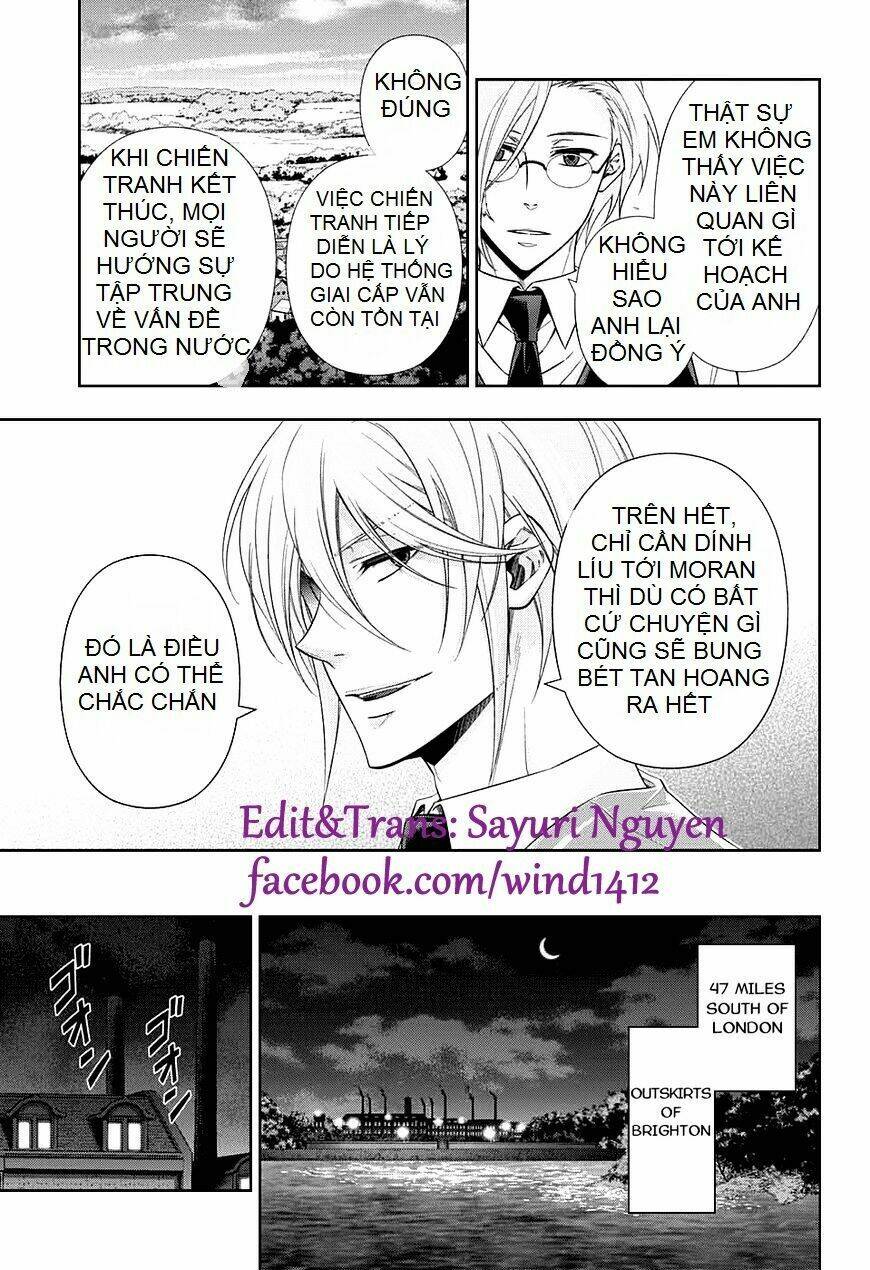 THẬT SỰ
EM KHÔNG
THẤY VIỆC
NÀY LIÊN
QUAN GÌ
TỚI KẾ
HOẠCH
CỦA ANH
KHÔNG
HIỂU
SAO
ANH LẠI
ĐỒNG Ý
KHÔNG
ĐÚNG
VIỆC CHIẾN
TRANH TIẾP
DIỄN LÀ LÝ
DO HỆ THỐNG
GIAI CẤP VẪN
CÒN TỒN TẠI
KHI CHIẾN
TRANH KẾT
THÚC, MỌI
NGƯỜI SẼ
HƯỚNG SỰ
TẬP TRUNG
VỀ VẤN ĐỀ
TRONG NƯỚC
TRÊN HẾT,
CHỈ CẦN DÍNH
LÍU TỚI MORAN
THÌ DÙ CÓ BẤT
CỨ CHUYỆN GÌ
CŨNG SẼ BUNG
BÉT TAN HOANG
RA HẾT
ĐÓ LÀ ĐIỀU
ANH CÓ THỂ
CHẮC CHẮN
Edit&Trans: Sayuri Nguyen
facebook.com/wind1412
47 MILES
SOUTH OF
LONDON
OUTSKIRTS
OF
BRIGHTON
ゴオン
ゴオン